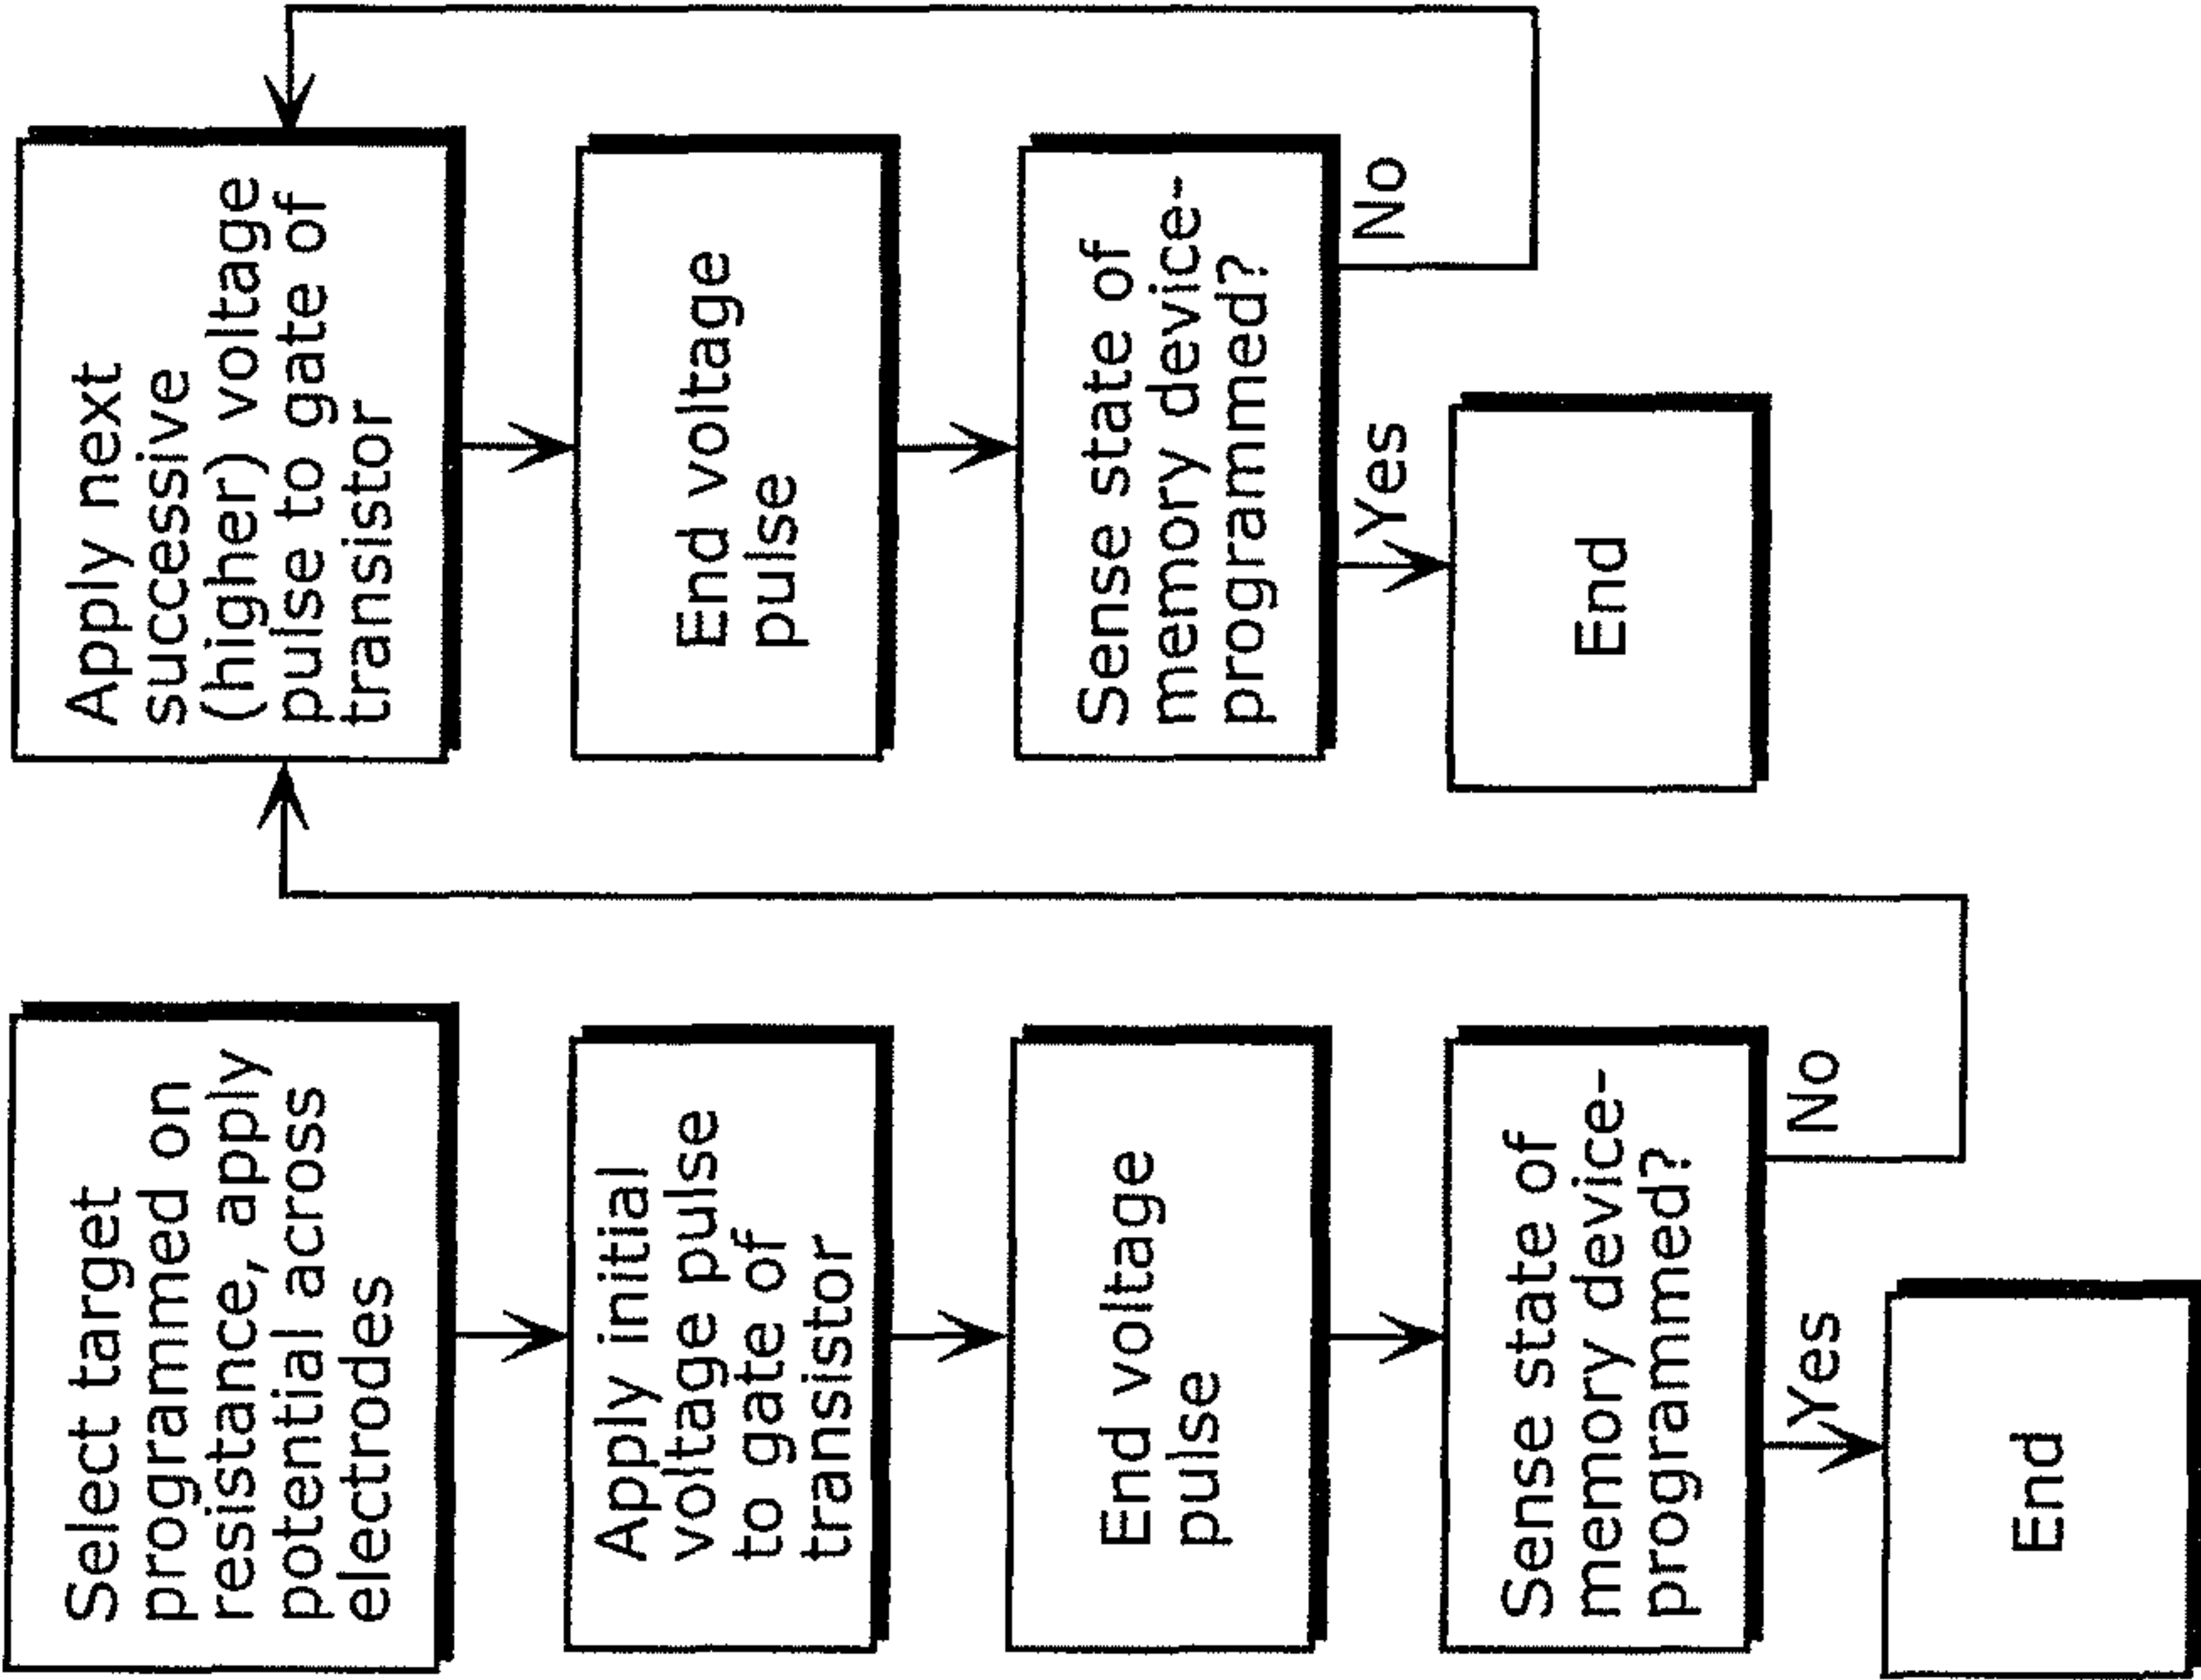 Select target
programmed on
resistance, apply
potential across
electrodes
Apply initial
voltage pulse
to gate of
transistor
End voltage
pulse
Sense state of
memory device-
programmed?
Yes
No
End
Apply next
successive
(higher) voltage
pulse to gate of
transistor
End voltage
pulse
Sense state of
memory device-
programmed?
Yes
No
End